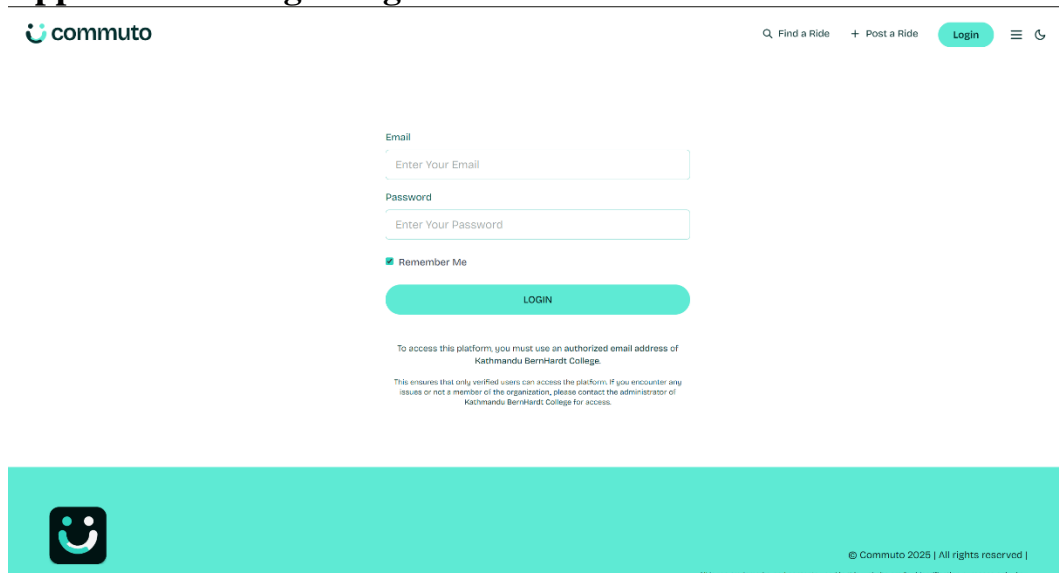 commuto
Find a Ride + Post a Ride Login
Email
Enter Your Email
Password
Enter Your Password
Remember Me
LOGIN
To access this platform, you must use an authorized email address of
Kathmandu BernHardt College.
This ensures that only verified users can access the platform. If you encounter any
issues or not a member of the organization, please contact the administrator of
Kathmandu BernHardt College for access.
© Commuto 2025 | All rights reserved |